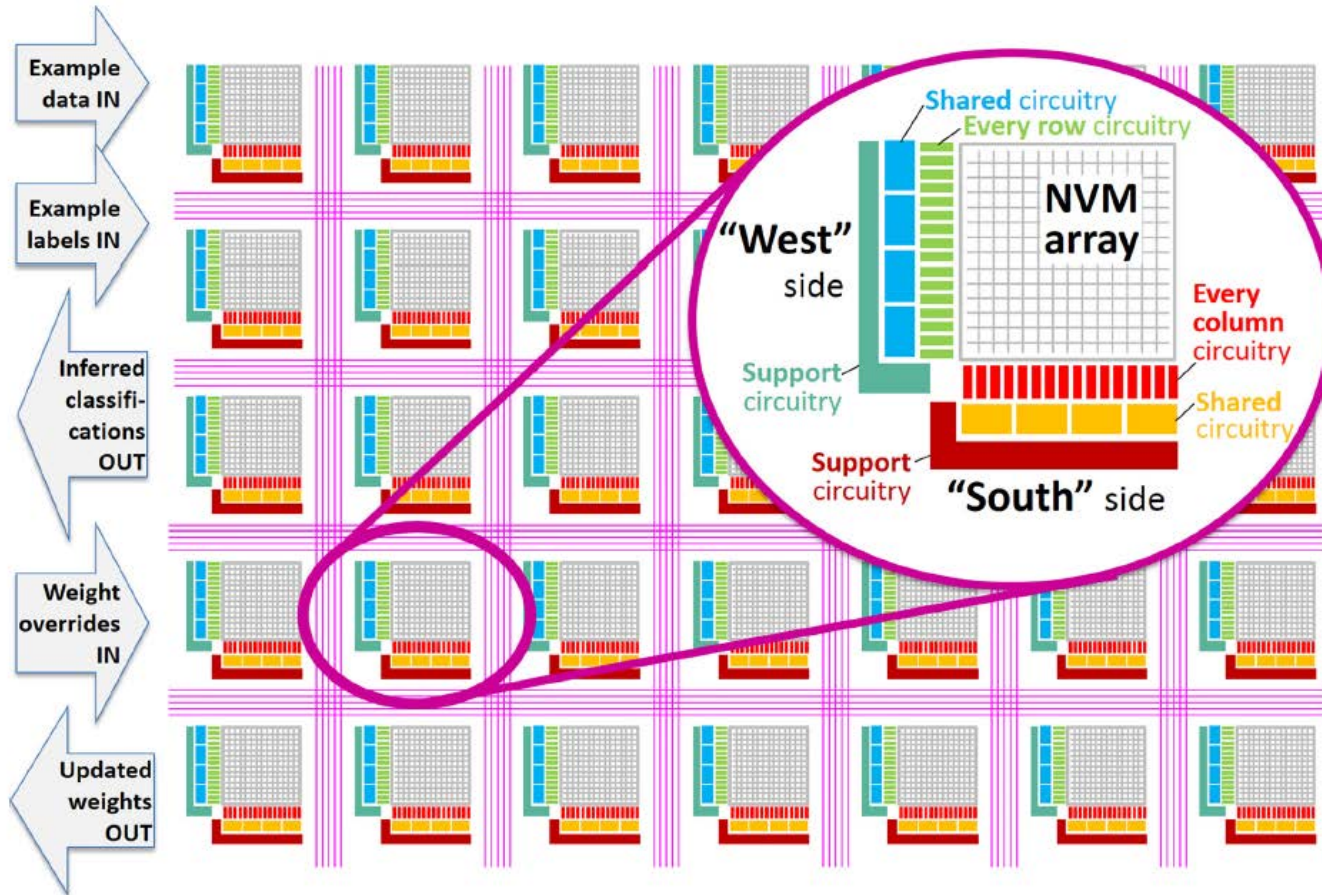 Example
data IN
Example
labels IN
Inferred
classifi-
cations
OUT
Weight
overrides
IN
Updated
weights
OUT
Shared circuitry
Every row circuitry
NVM
array
“West”
side
Every
column
circuitry
Support
circuitry
Shared
circuitry
Support
circuitry
“South” side